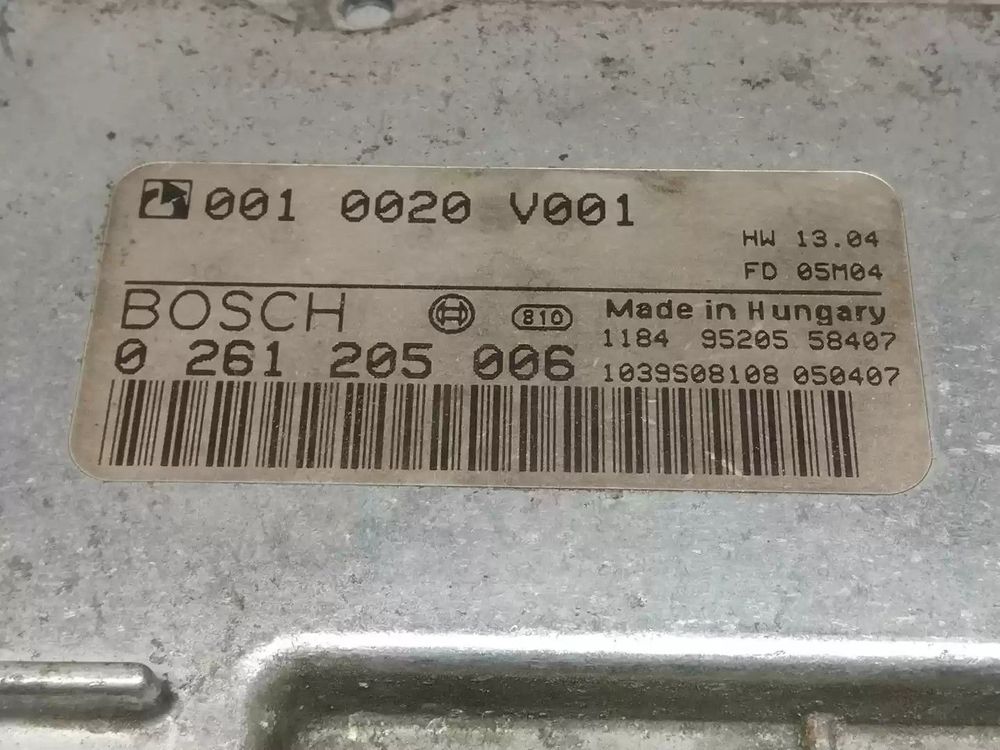 001 0020 V001
HW 13.04
FD 05M04
BOSCH
810
Made in Hungary
1184 95205 58407
0 261 205 006
1039S08108 050407